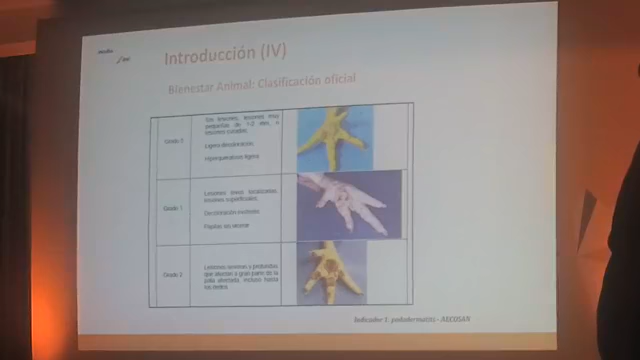 Introducción (IV)
Bienestar Animal: Clasificación oficial
Grado 0
Sin lesiones, lesiones muy
pequeñas de 1-2 mm, o
lesiones curadas.
Ligera decoloración.
Hiperqueratosis ligera
Grado 1
Lesiones leves localizadas,
lesiones superficiales.
Decoloración
Papilas sin necrosis
Grado 2
Lesiones severas y profundas
que afectan a gran parte de la
pata afectada, incluso hasta
los dedos.
Indicador 1. pododermatitis - AECOSAN